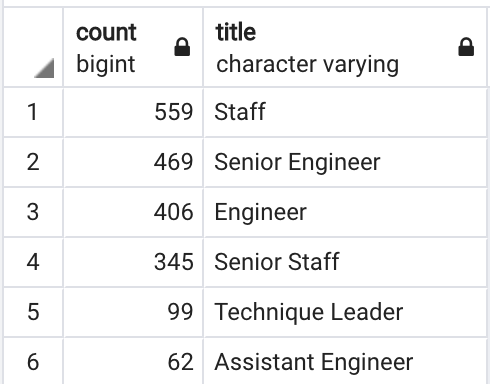 count title
bigint character varying
1 559 Staff
2 469 Senior Engineer
3 406 Engineer
4 345 Senior Staff
5 99 Technique Leader
6 62 Assistant Engineer